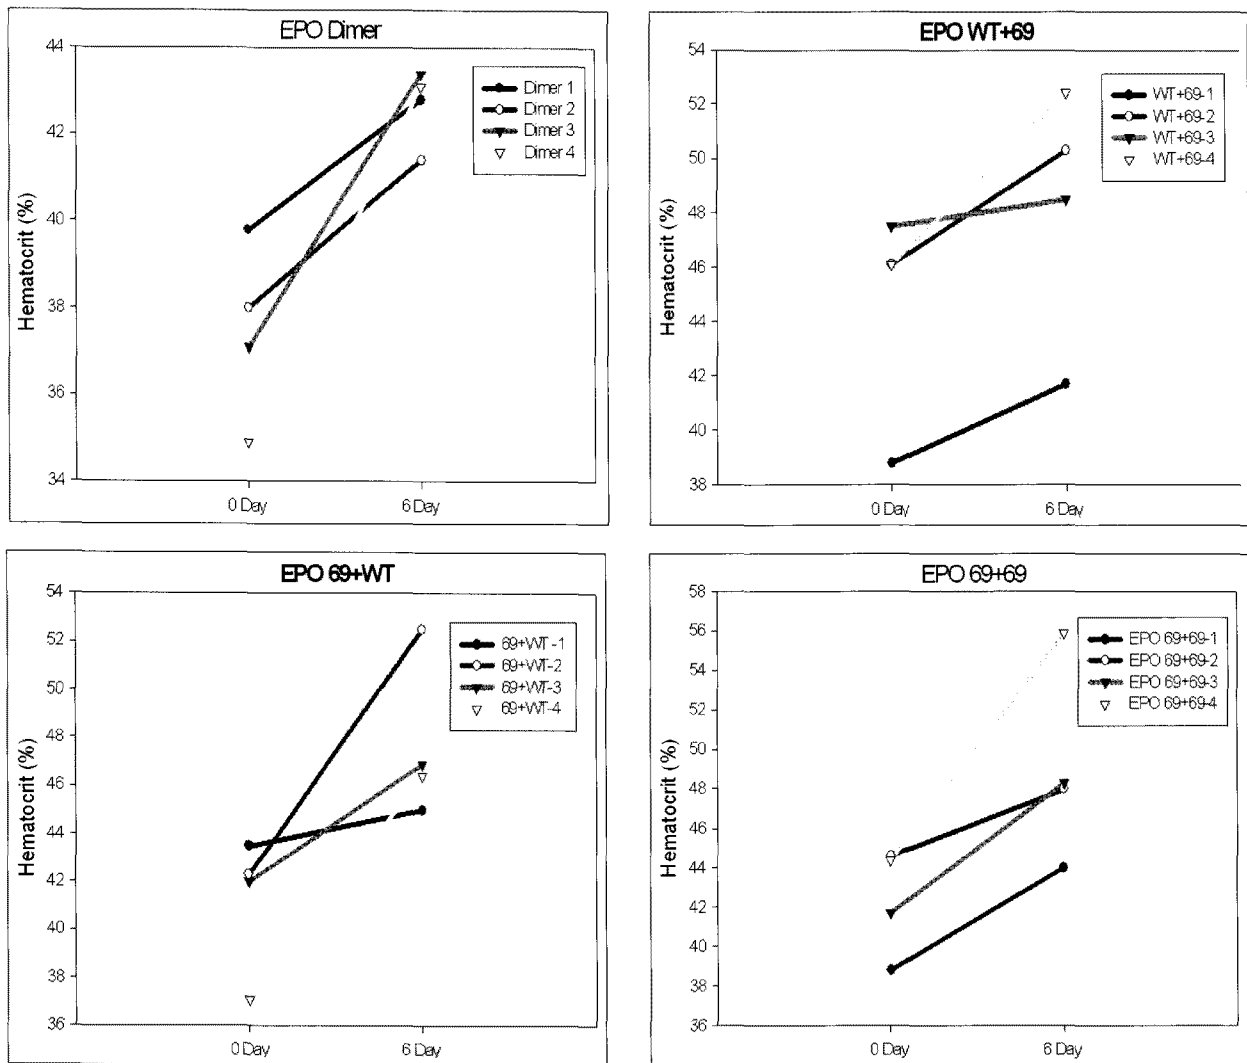 EPO Dimer
Hematocrit (%)
44
42
40
38
36
34
0 Day
6 Day
Dimer 1
Dimer 2
Dimer 3
Dimer 4
EPO WT+69
Hematocrit (%)
54
52
50
48
46
44
42
40
38
0 Day
6 Day
WT+69-1
WT+69-2
WT+69-3
WT+69-4
EPO 69+WT
Hematocrit (%)
54
52
50
48
46
44
42
40
38
36
0 Day
6 Day
69+WT-1
69+WT-2
69+WT-3
69+WT-4
EPO 69+69
Hematocrit (%)
58
56
54
52
50
48
46
44
42
40
38
36
0 Day
6 Day
EPO 69+69-1
EPO 69+69-2
EPO 69+69-3
EPO 69+69-4